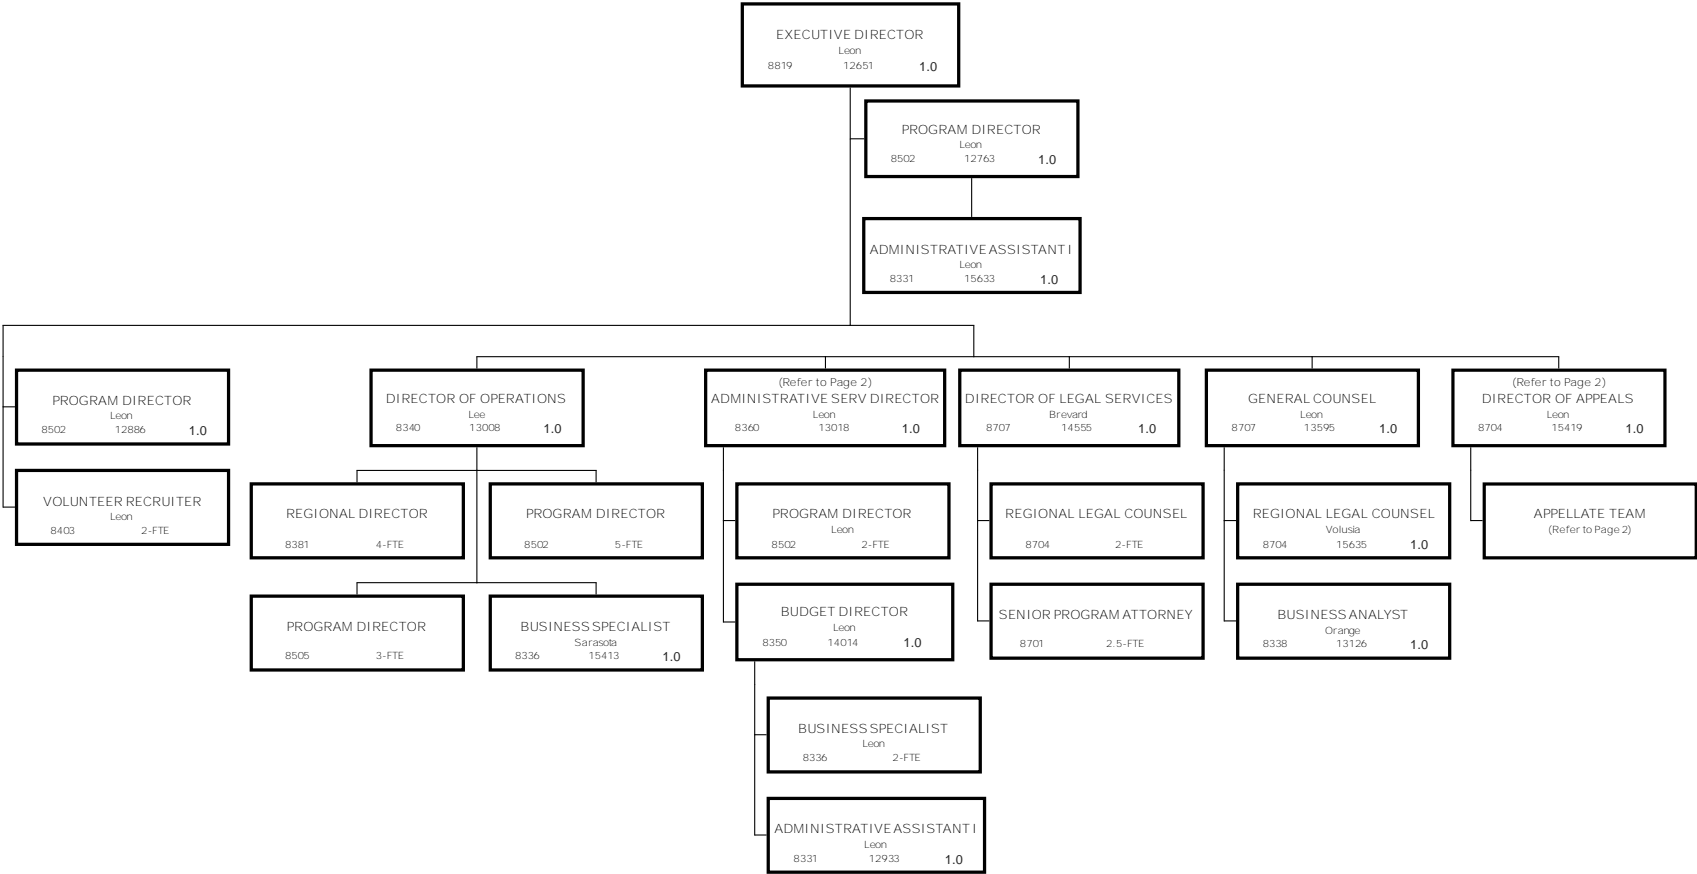 EXECUTIVE DIRECTOR
Leon
8819 12651 1.0
PROGRAM DIRECTOR
Leon
8502 12763 1.0
ADMINISTRATIVE ASSISTANT I
Leon
8331 15633 1.0
PROGRAM DIRECTOR
Leon
8502 12886 1.0
VOLUNTEER RECRUITER
Leon
8403 2-FTE
DIRECTOR OF OPERATIONS
Lee
8340 13008 1.0
REGIONAL DIRECTOR
8381 4-FTE
PROGRAM DIRECTOR
8502 5-FTE
PROGRAM DIRECTOR
8505 3-FTE
BUSINESS SPECIALIST
Sarasota
8336 15413 1.0
(Refer to Page 2)
ADMINISTRATIVE SERV DIRECTOR
Leon
8360 13018 1.0
PROGRAM DIRECTOR
Leon
8502 2-FTE
BUDGET DIRECTOR
Leon
8350 14014 1.0
BUSINESS SPECIALIST
Leon
8336 2-FTE
ADMINISTRATIVE ASSISTANT I
Leon
8331 12933 1.0
DIRECTOR OF LEGAL SERVICES
Brevard
8707 14555 1.0
REGIONAL LEGAL COUNSEL
8704 2-FTE
SENIOR PROGRAM ATTORNEY
8701 2.5-FTE
GENERAL COUNSEL
Leon
8707 13595 1.0
REGIONAL LEGAL COUNSEL
Volusia
8704 15635 1.0
BUSINESS ANALYST
Orange
8338 13126 1.0
(Refer to Page 2)
DIRECTOR OF APPEALS
Leon
8704 15419 1.0
APPELLATE TEAM
(Refer to Page 2)